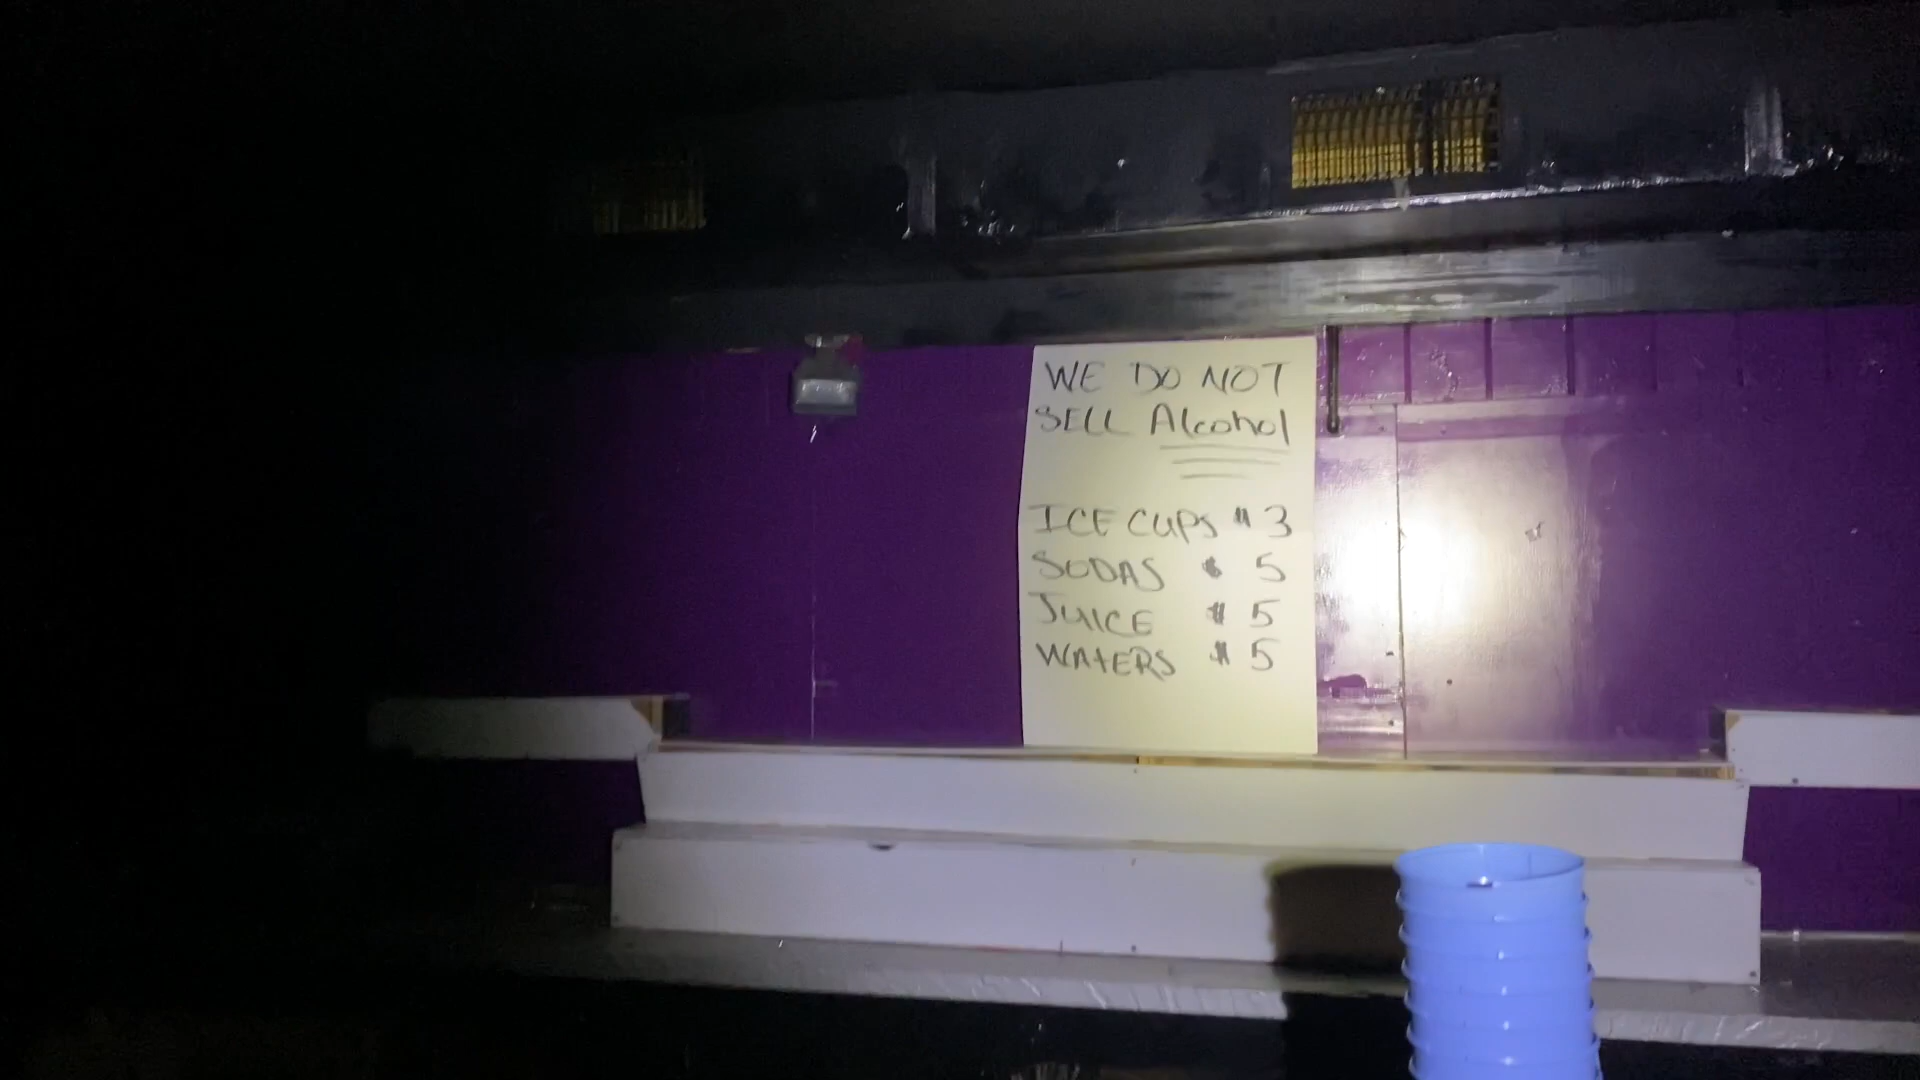 WE DO NOT
SELL Alcohol
ICE CUPS $ 3
SODAS $ 5
JUICE $ 5
WATERS $ 5